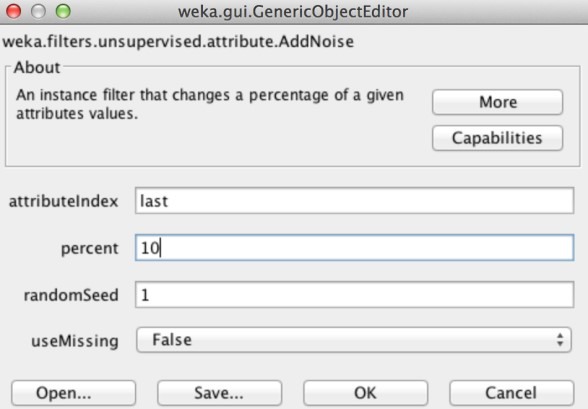 weka.gui.GenericObjectEditor
weka.filters.unsupervised.attribute.AddNoise
About
An instance filter that changes a percentage of a given
attributes values.
More
Capabilities
attributeIndex last
percent 10
randomSeed 1
useMissing False
Open... Save... OK Cancel